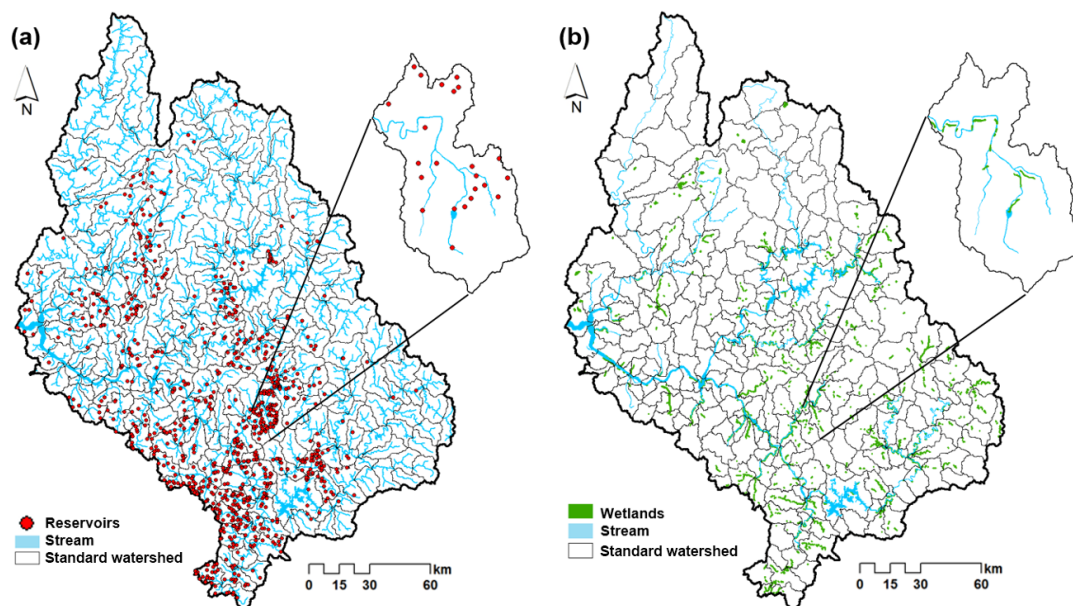 (a)
N
Reservoirs
Stream
Standard watershed
0 15 30 60 km
(b)
N
Wetlands
Stream
Standard watershed
0 15 30 60 km